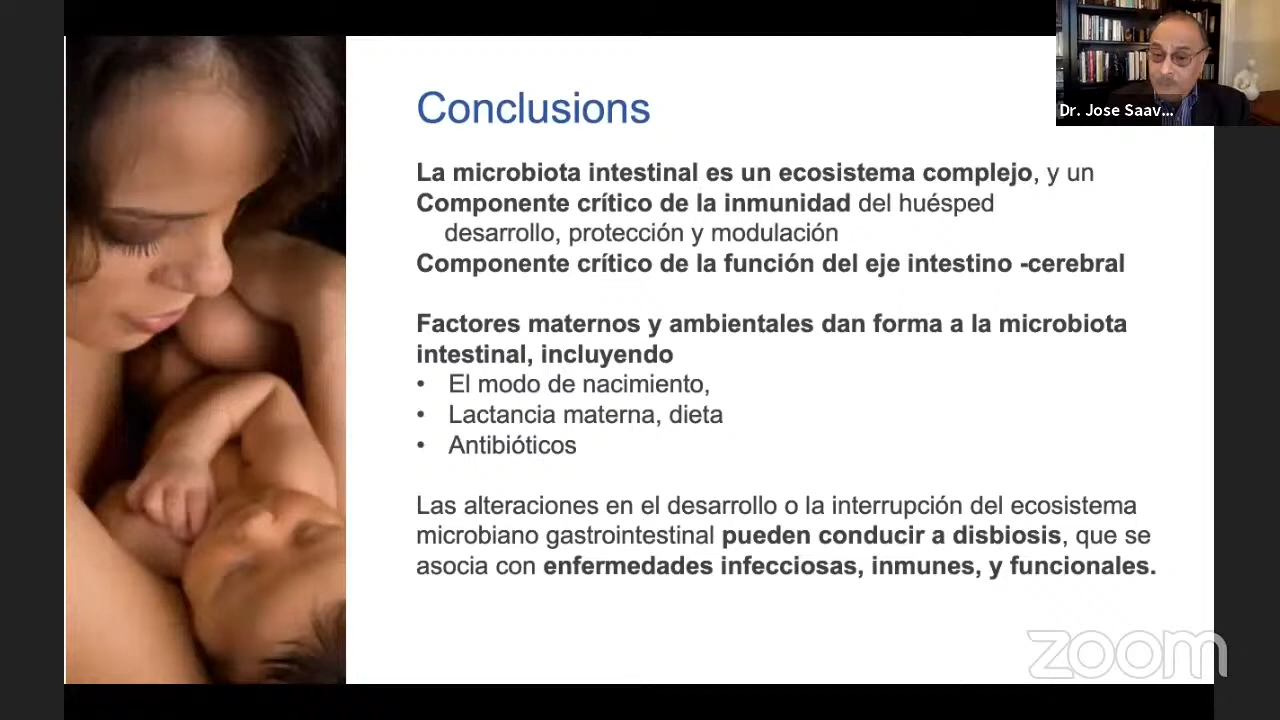 Conclusions
Dr. Jose Saav...
La microbiota intestinal es un ecosistema complejo, y un
Componente crítico de la inmunidad del huésped
desarrollo, protección y modulación
Componente crítico de la función del eje intestino -cerebral
Factores maternos y ambientales dan forma a la microbiota
intestinal, incluyendo
• El modo de nacimiento,
• Lactancia materna, dieta
• Antibióticos
Las alteraciones en el desarrollo o la interrupción del ecosistema
microbiano gastrointestinal pueden conducir a disbiosis, que se
asocia con enfermedades infecciosas, inmunes, y funcionales.
zoom